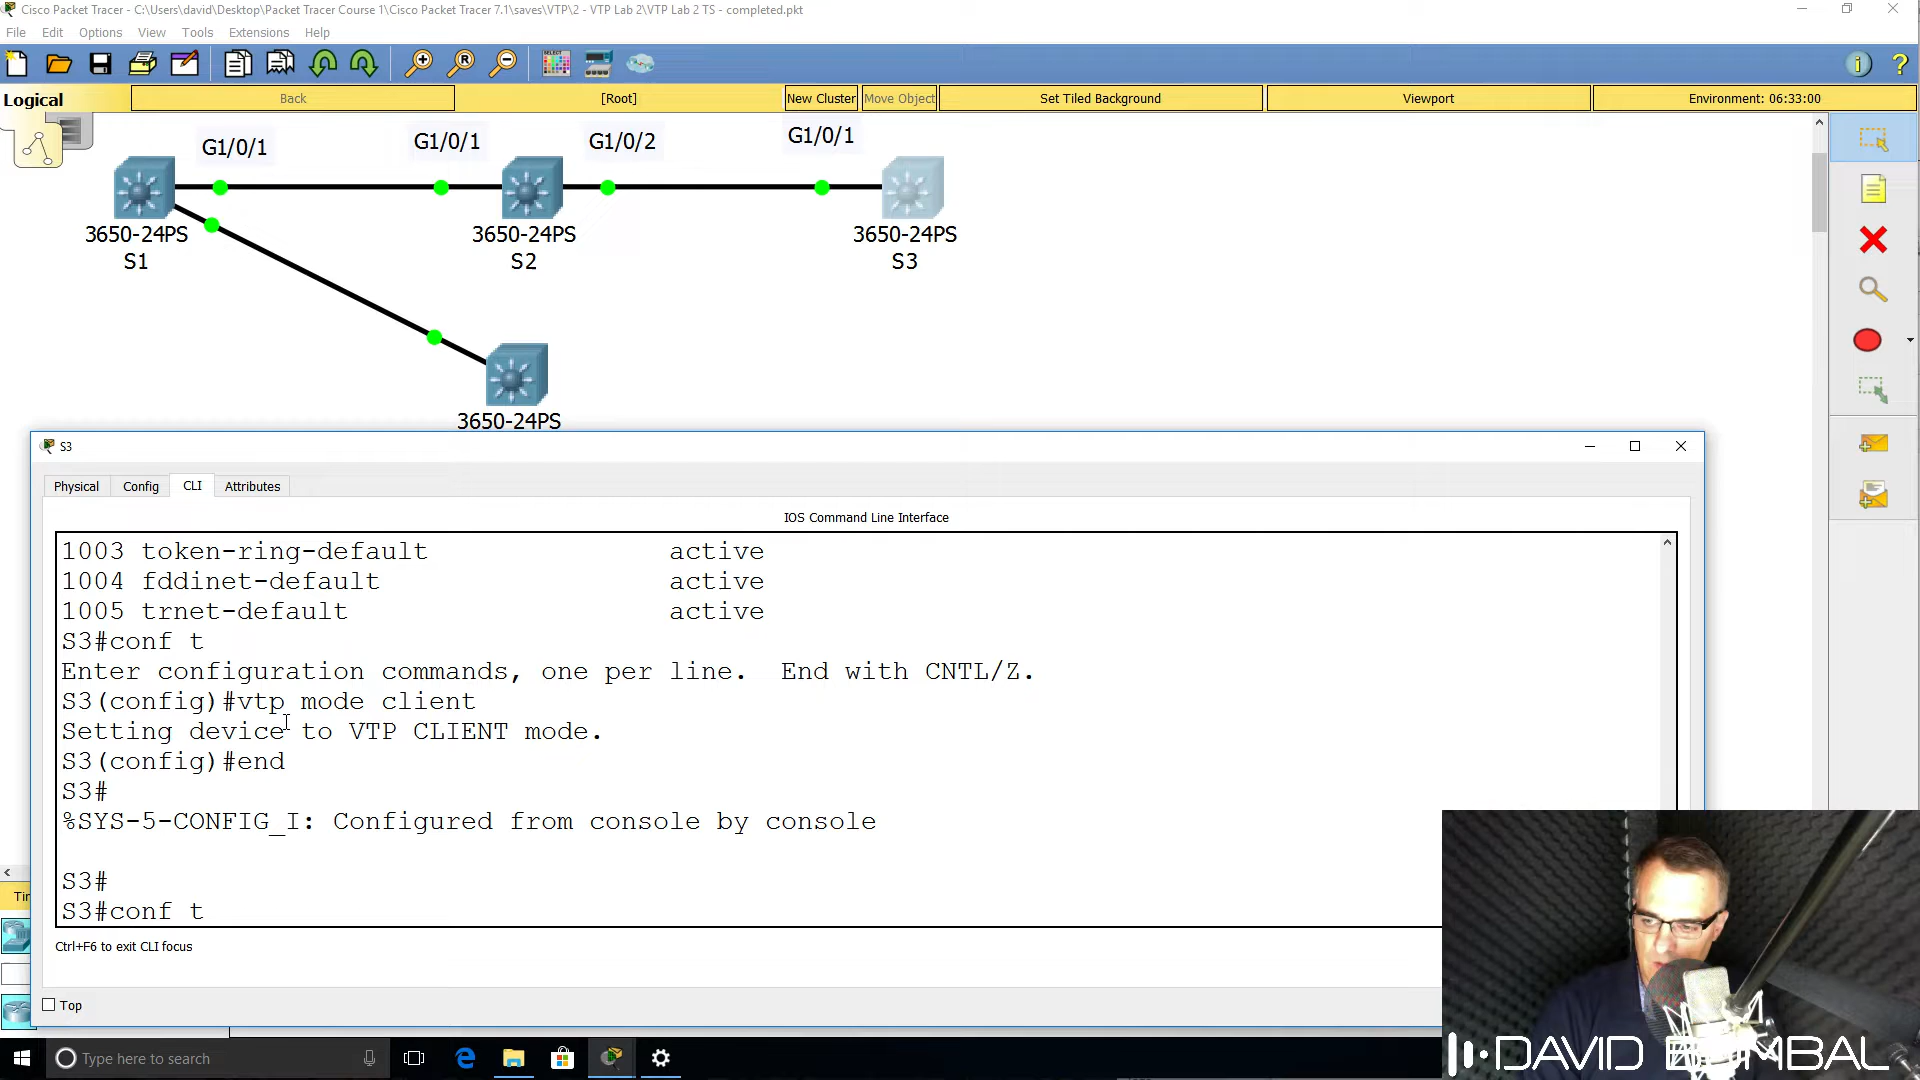 Cisco Packet Tracer - C:\Users\david\Desktop\Packet Tracer Course 1\Cisco Packet Tracer 7.1\saves\VTP\2 - VTP Lab 2\VTP Lab 2 TS - completed.pkt
File Edit Options View Tools Extensions Help
Logical Back [Root] New Cluster Move Object Set Tiled Background Viewport Environment: 06:33:00
G1/0/1 G1/0/1 G1/0/2 G1/0/1
3650-24PS 3650-24PS 3650-24PS
S1 S2 S3
3650-24PS
S3
Physical Config CLI Attributes
IOS Command Line Interface
1003 token-ring-default active
1004 fddinet-default active
1005 trnet-default active
S3#conf t
Enter configuration commands, one per line. End with CNTL/Z.
S3(config)#vtp mode client
Setting device to VTP CLIENT mode.
S3(config)#end
S3#
%SYS-5-CONFIG_I: Configured from console by console
S3#
S3#conf t
Ctrl+F6 to exit CLI focus
Top
Type here to search
DAVID